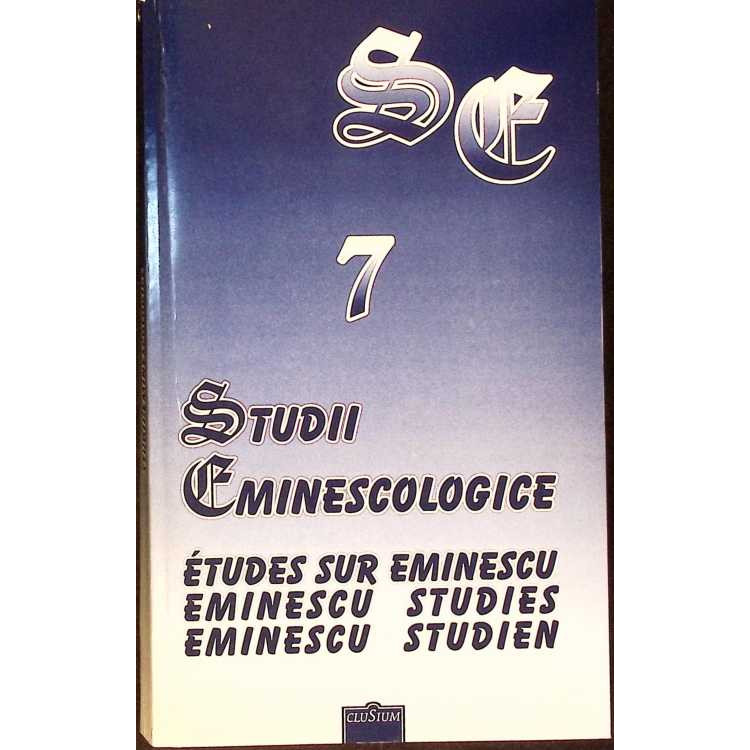 SE
7
STUDII
EMINESCOLOGICE
ÉTUDES SUR EMINESCU
EMINESCU STUDIES
EMINESCU STUDIEN
CLUSIUM